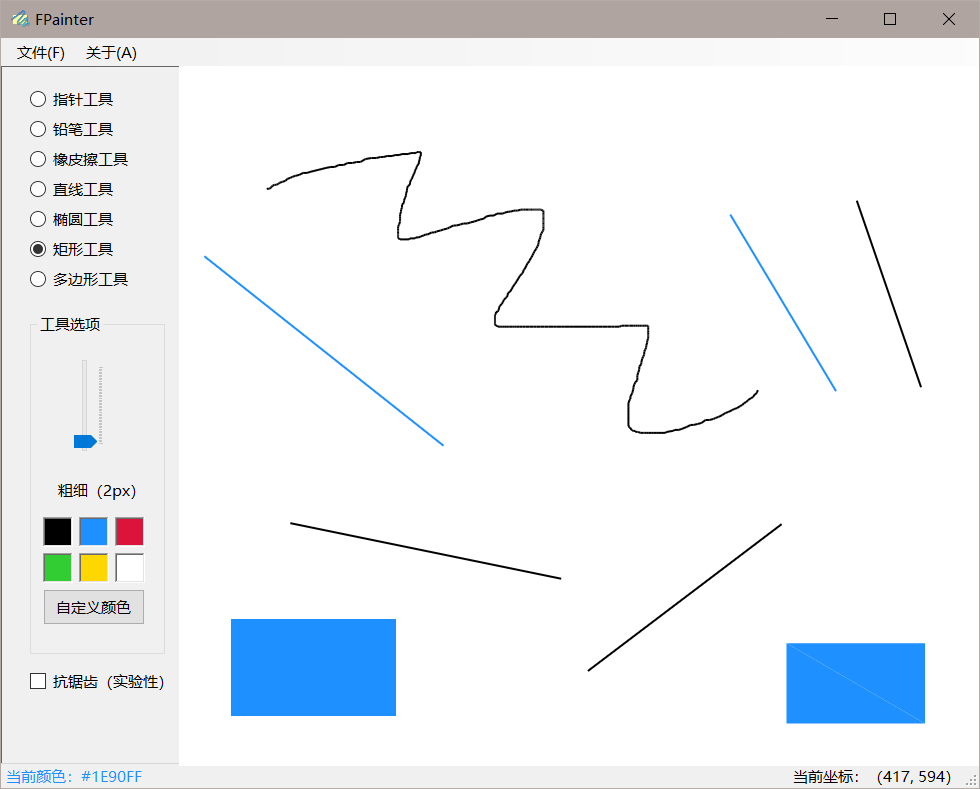 FPainter
文件(F) 关于(A)
指针工具
铅笔工具
橡皮擦工具
直线工具
椭圆工具
矩形工具
多边形工具
工具选项
粗细（2px）
自定义颜色
抗锯齿（实验性）
当前颜色：#1E90FF 当前坐标：（417, 594）